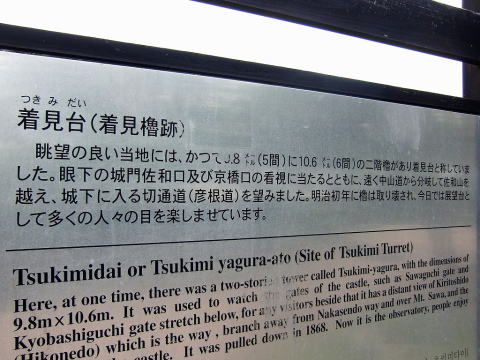 つきみだい
着見台(着見櫓跡)
眺望の良い当地には、かつて9.8㍍(5間)に10.6㍍(6間)の二階櫓があり着見台と称していま
した。眼下の城門佐和口及び京橋口の看視に当たるとともに、遠く中山道から分岐して佐和山を
越え、城下に入る切通道(彦根道)を望みました。明治初年に櫓は取り壊され、今日では展望台と
して多くの人々の目を楽しませています。
Tsukimidai or Tsukimi yagura-ato (Site of Tsukimi Turret)
Here, at one time, there was a two-storied tower called Tsukimi-yagura, with the dimensions of
9.8m×10.6m. It was used to watch the gates of the castle, such as Sawaguchi gate and
Kyobashiguchi gate stretch below, for any visitors beside that it has a distant view of Kiritoshido
(Hikonedo) which is the way , branch away from Nakasendo way and over Mt. Sawa, and the
castle. It was pulled down in 1868. Now it is the observatory, people enjoy